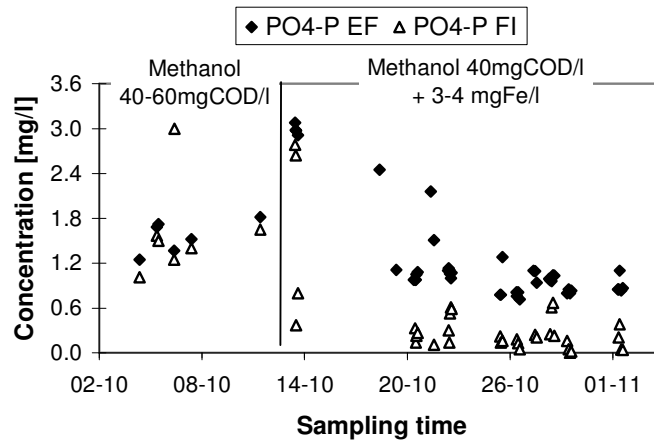 PO4-P EF PO4-P FI
Methanol
40-60mgCOD/l
Methanol 40mgCOD/l
+ 3-4 mgFe/l
Concentration [mg/l]
3.6
3.0
2.4
1.8
1.2
0.6
0.0
02-10 08-10 14-10 20-10 26-10 01-11
Sampling time